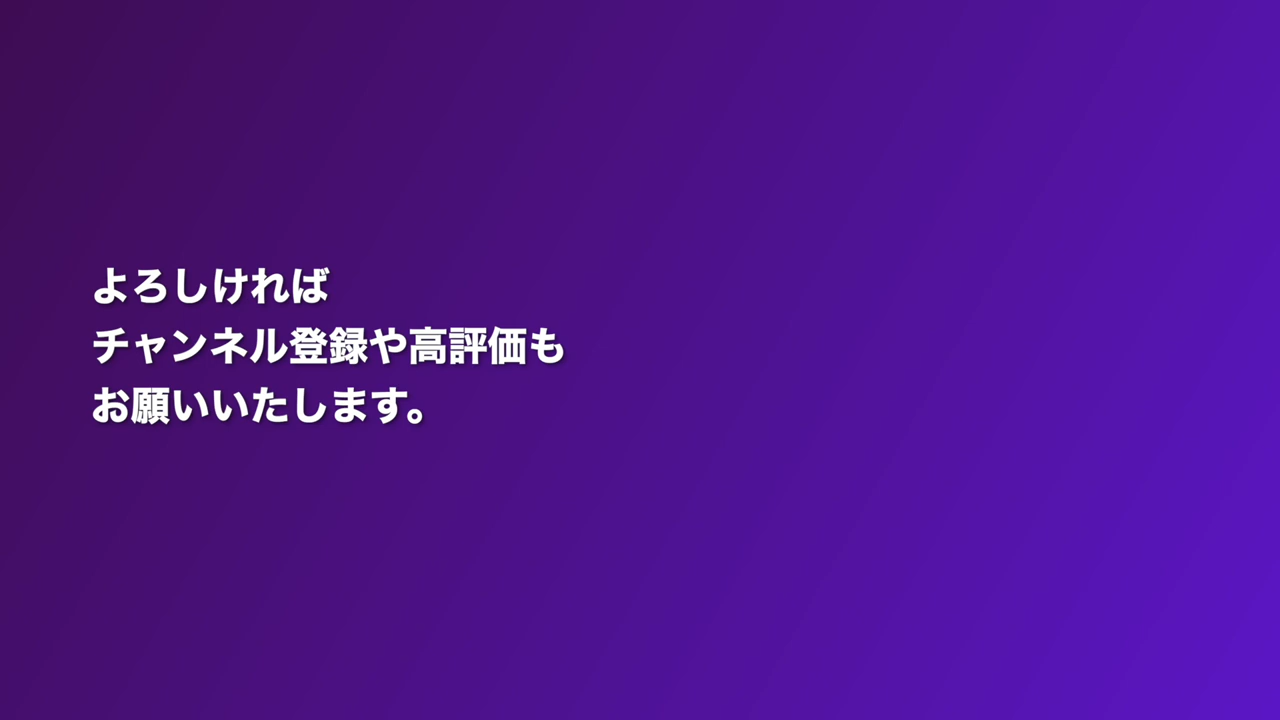 よろしければ
チャンネル登録や高評価も
お願いいたします。